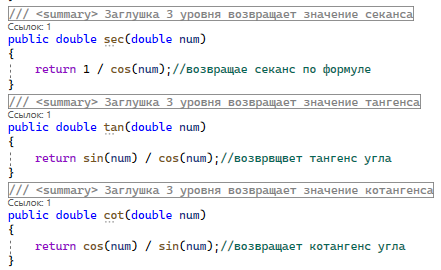 /// <summary> Заглушка 3 уровня возвращает значение секанса
Ссылок: 1
public double sec(double num)
{
return 1 / cos(num);//возвращае секанс по формуле
}
/// <summary> Заглушка 3 уровня возвращает значение тангенса
Ссылок: 1
public double tan(double num)
{
return sin(num) / cos(num);//возврвщвет тангенс угла
}
/// <summary> Заглушка 3 уровня возвращает значение котангенса
Ссылок: 1
public double cot(double num)
{
return cos(num) / sin(num);//возвращает котангенс угла
}